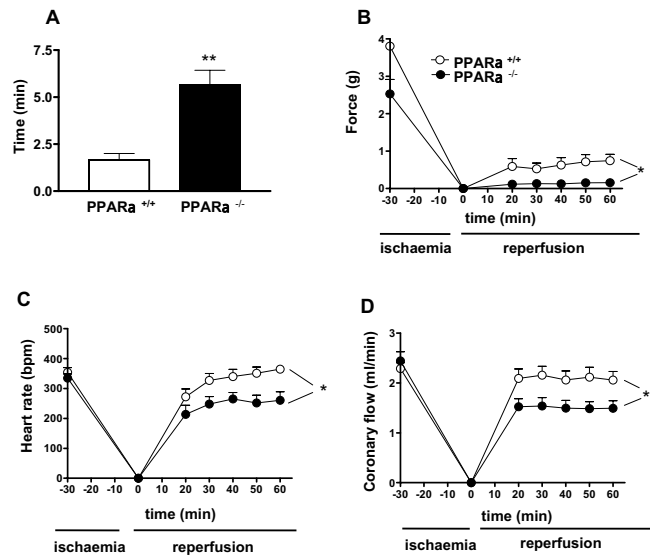 A
Time (min)
7.5
5.0
2.5
0.0
**
PPARa +/+ PPARa -/-
B
Force (g)
4
3
2
1
0
PPARa +/+
PPARa -/-
*
-30 -20 -10 0 10 20 30 40 50 60
time (min)
ischaemia reperfusion
C
Heart rate (bpm)
500
400
300
200
100
0
*
-30 -20 -10 0 10 20 30 40 50 60
time (min)
ischaemia reperfusion
D
Coronary flow (ml/min)
3
2
1
0
*
-30 -20 -10 0 10 20 30 40 50 60
time (min)
ischaemia reperfusion